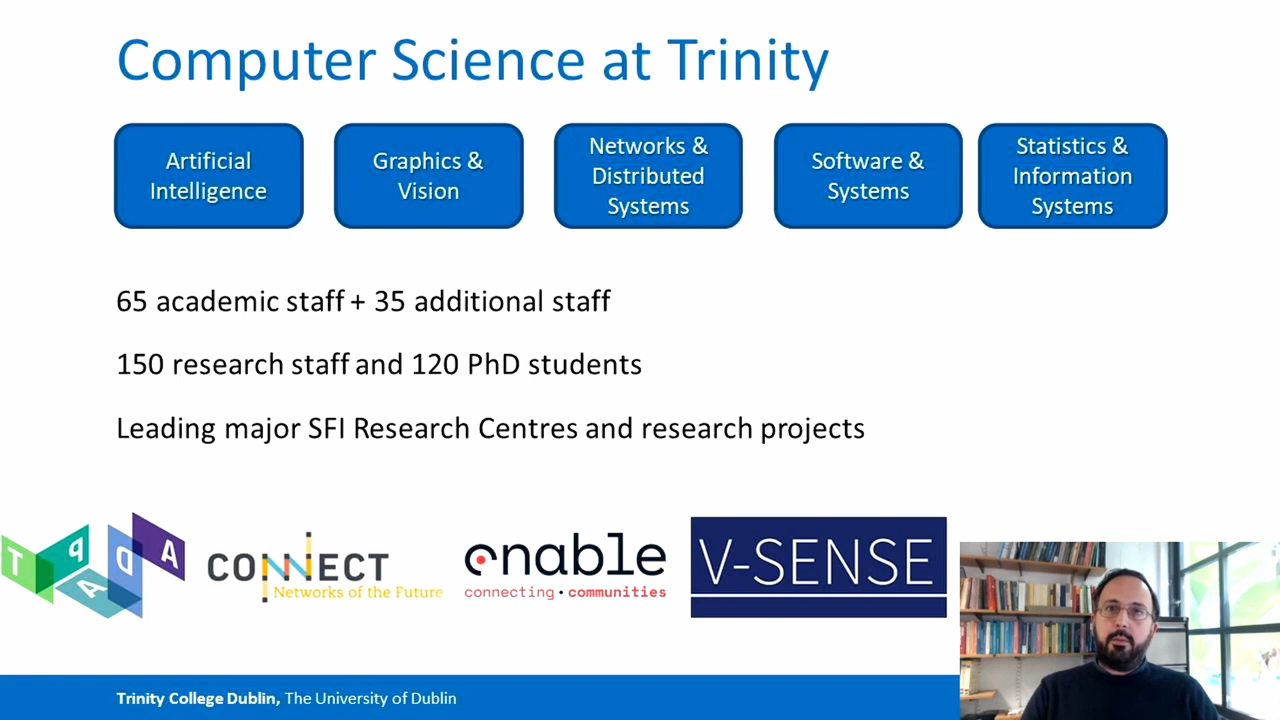 Computer Science at Trinity
Artificial
Intelligence
Graphics &
Vision
Networks &
Distributed
Systems
Software &
Systems
Statistics &
Information
Systems
65 academic staff + 35 additional staff
150 research staff and 120 PhD students
Leading major SFI Research Centres and research projects
T A P D A
CONNECT
Networks of the Future
enable
connecting · communities
V-SENSE
Trinity College Dublin, The University of Dublin